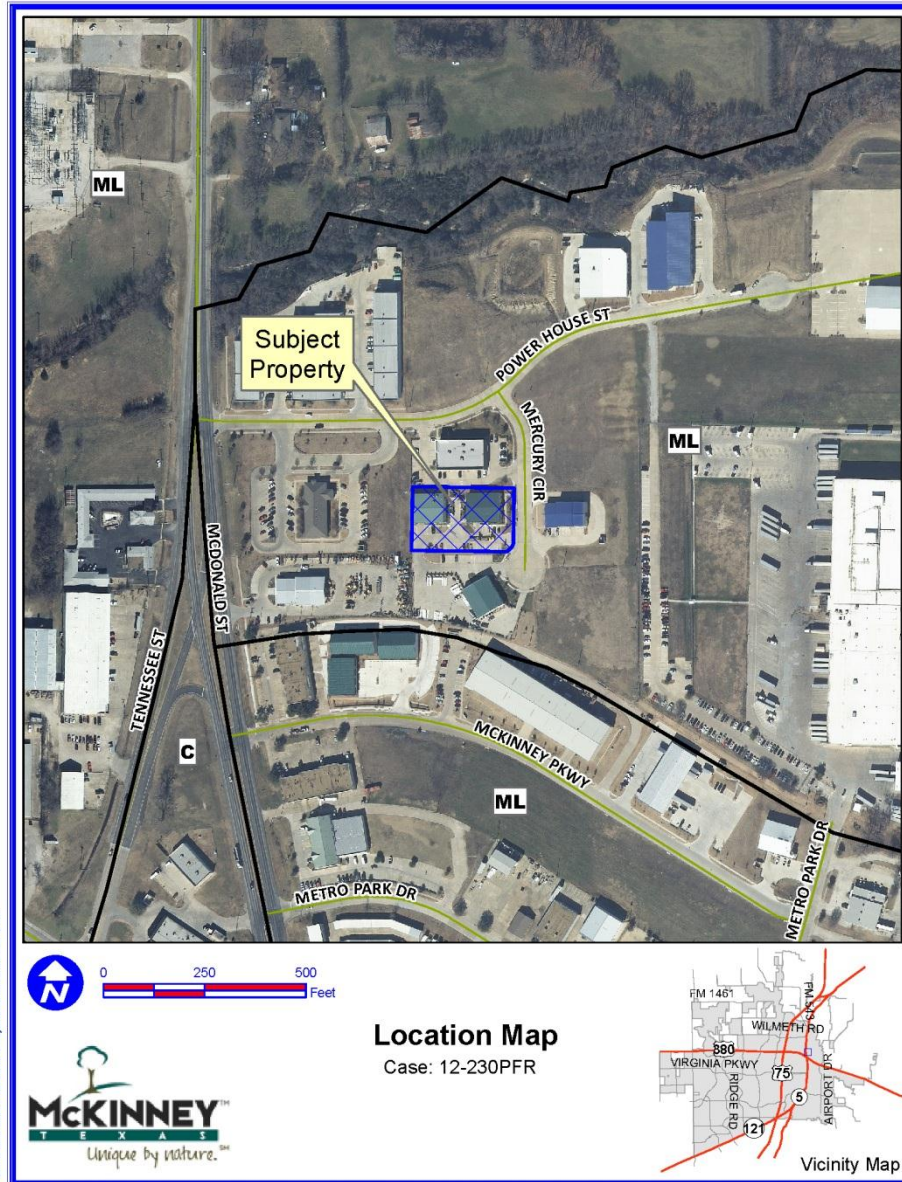 ML
Subject
Property
POWER HOUSE ST
MERCURY CIR
ML
TENNESSEE ST
MCDONALD ST
C
MCKINNEY PKWY
ML
METRO PARK DR
METRO PARK DR
N
0 250 500
Feet
Location Map
Case: 12-230PFR
McKINNEY™
TEXAS
Unique by nature.℠
FM 1461
WILMETH RD
380
VIRGINIA PKWY
75
RIDGE RD
5
AIRPORT DR
121
Vicinity Map